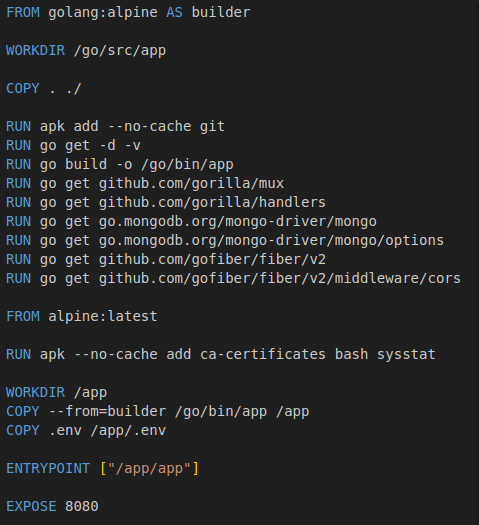 FROM golang:alpine AS builder
WORKDIR /go/src/app
COPY . ./
RUN apk add --no-cache git
RUN go get -d -v
RUN go build -o /go/bin/app
RUN go get github.com/gorilla/mux
RUN go get github.com/gorilla/handlers
RUN go get go.mongodb.org/mongo-driver/mongo
RUN go get go.mongodb.org/mongo-driver/mongo/options
RUN go get github.com/gofiber/fiber/v2
RUN go get github.com/gofiber/fiber/v2/middleware/cors
FROM alpine:latest
RUN apk --no-cache add ca-certificates bash sysstat
WORKDIR /app
COPY --from=builder /go/bin/app /app
COPY .env /app/.env
ENTRYPOINT ["/app/app"]
EXPOSE 8080